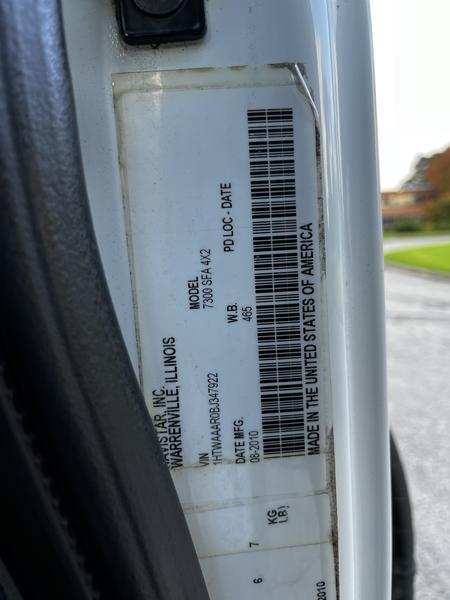 NAVISTAR, INC.
WARRENVILLE, ILLINOIS
VIN
1HTWAAAR0BJ347922
MODEL
7300 SFA 4X2
DATE MFG.
08-2010
W.B.
465
PD LOC - DATE
MADE IN THE UNITED STATES OF AMERICA
6
7
KG
LB)
2010